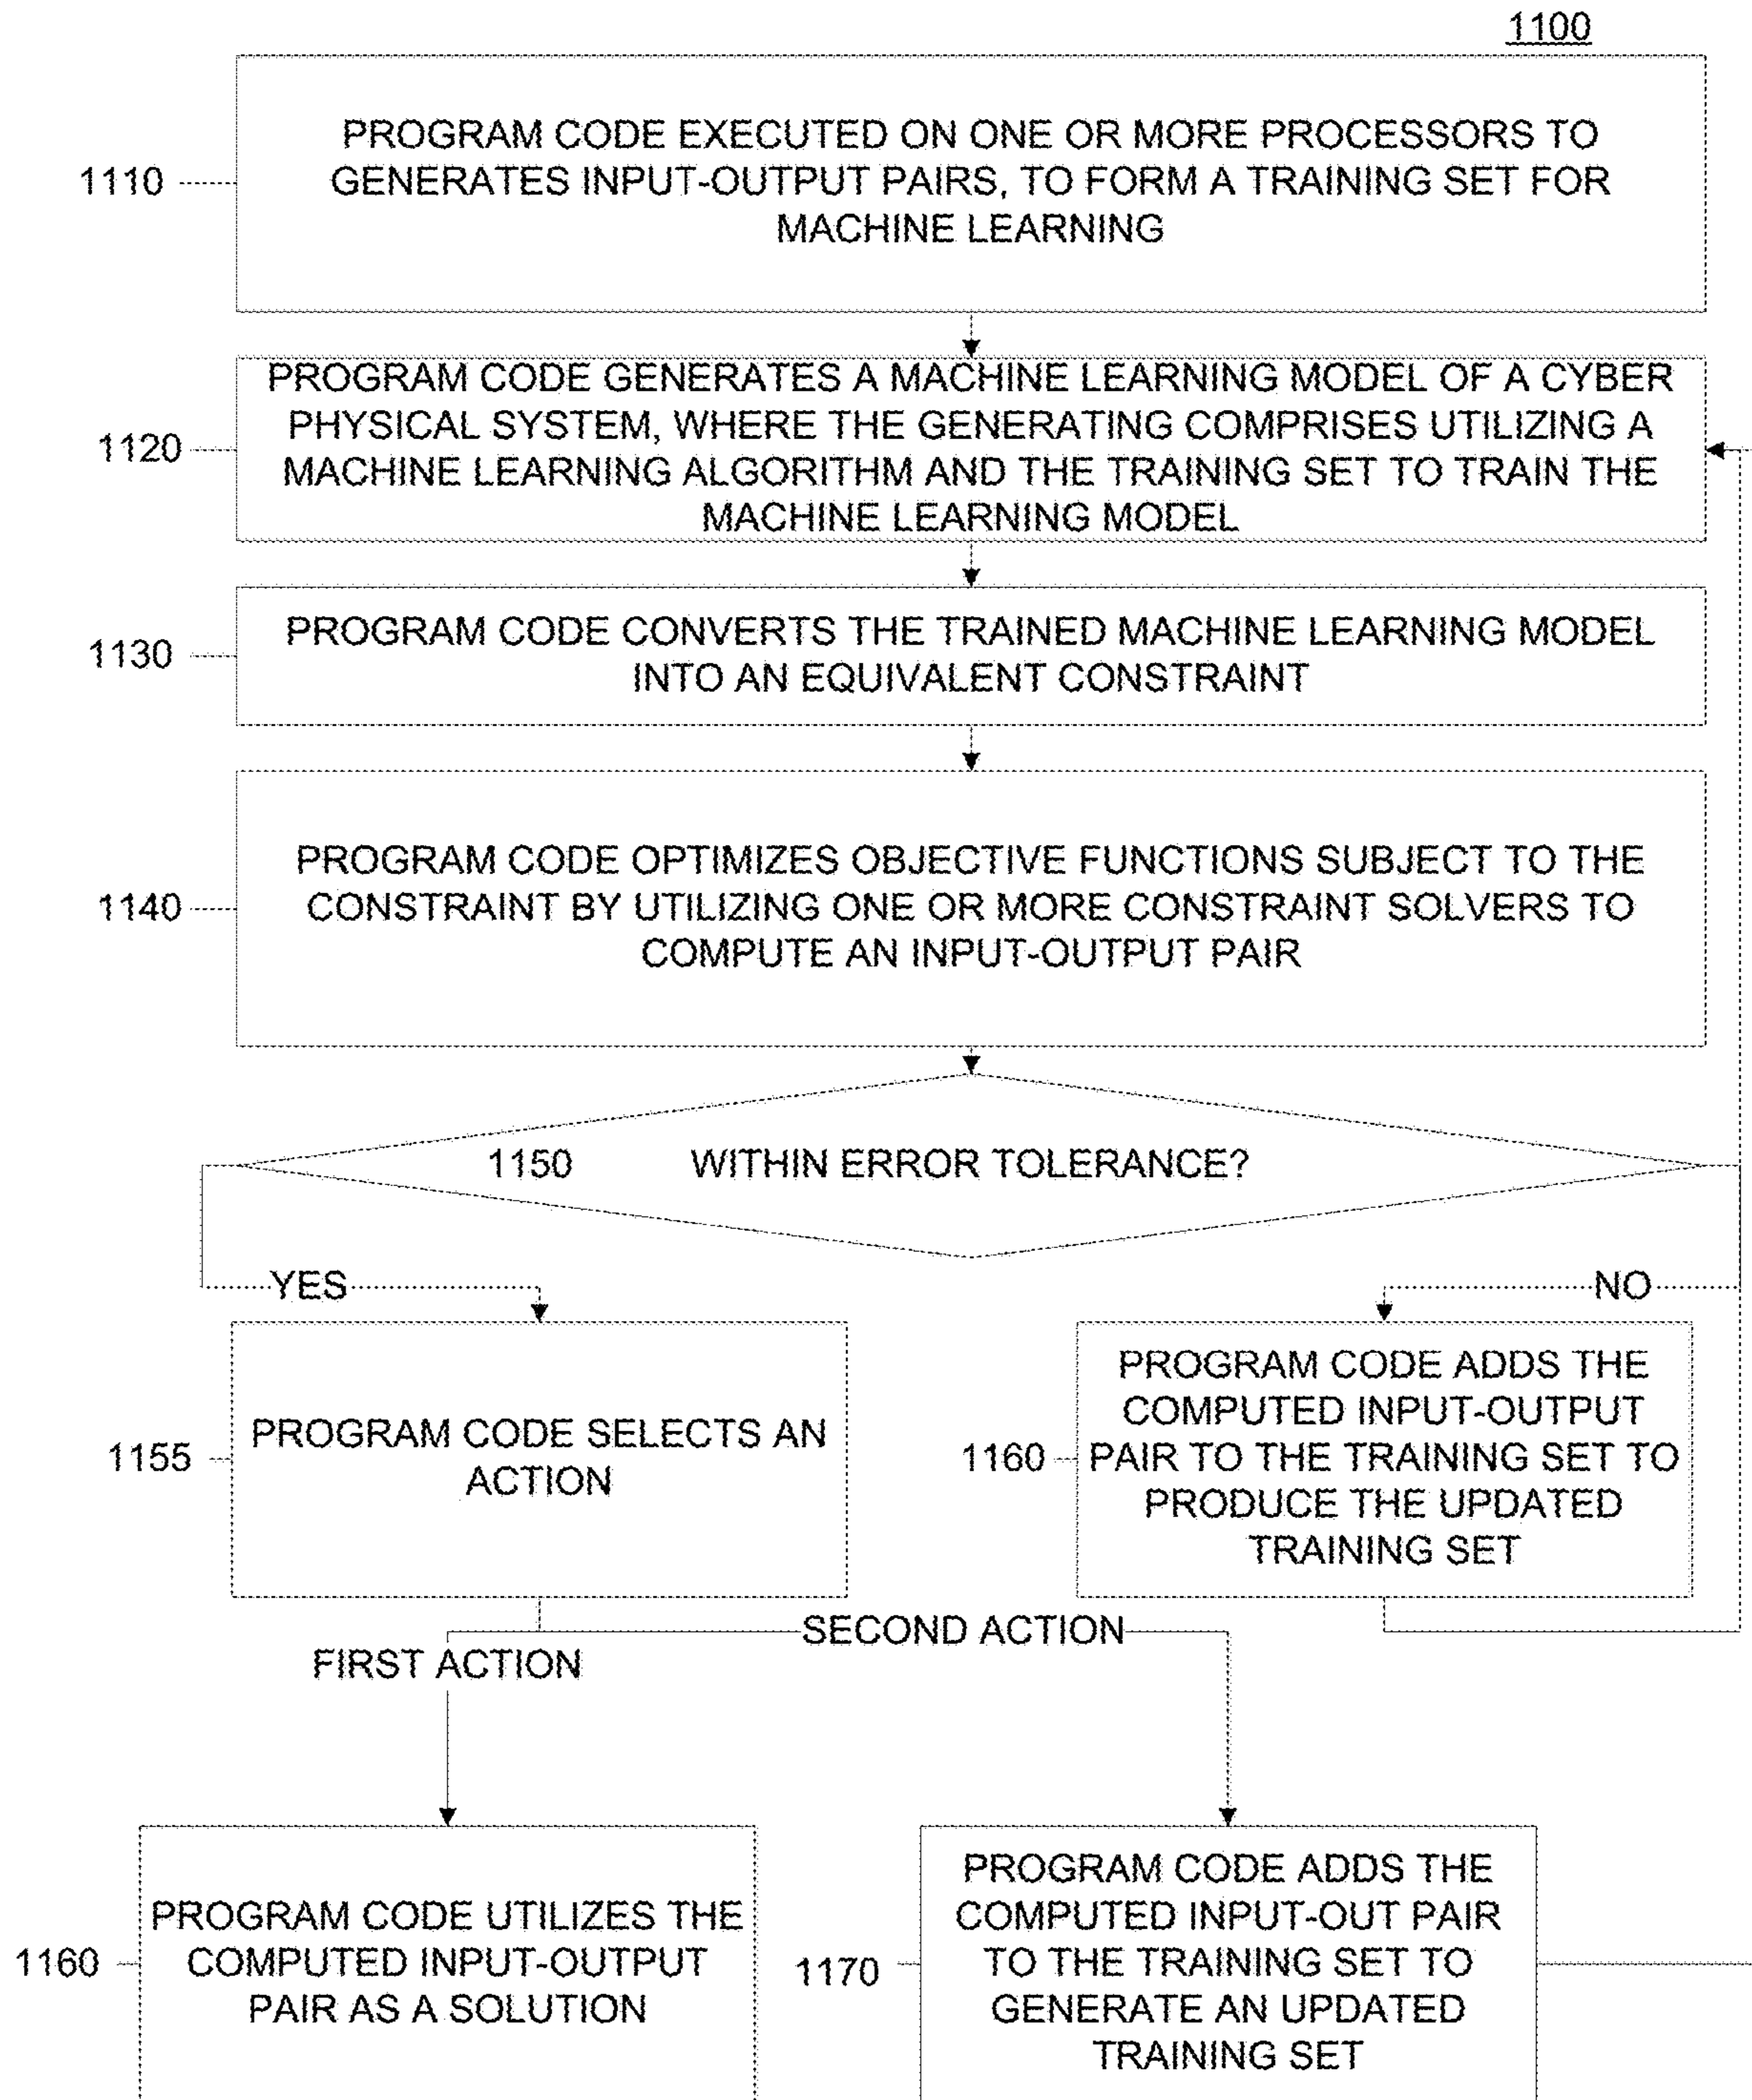 1100
PROGRAM CODE EXECUTED ON ONE OR MORE PROCESSORS TO
GENERATES INPUT-OUTPUT PAIRS, TO FORM A TRAINING SET FOR
MACHINE LEARNING
1110
PROGRAM CODE GENERATES A MACHINE LEARNING MODEL OF A CYBER
PHYSICAL SYSTEM, WHERE THE GENERATING COMPRISES UTILIZING A
MACHINE LEARNING ALGORITHM AND THE TRAINING SET TO TRAIN THE
MACHINE LEARNING MODEL
1120
PROGRAM CODE CONVERTS THE TRAINED MACHINE LEARNING MODEL
INTO AN EQUIVALENT CONSTRAINT
1130
PROGRAM CODE OPTIMIZES OBJECTIVE FUNCTIONS SUBJECT TO THE
CONSTRAINT BY UTILIZING ONE OR MORE CONSTRAINT SOLVERS TO
COMPUTE AN INPUT-OUTPUT PAIR
1140
1150 WITHIN ERROR TOLERANCE?
YES
NO
PROGRAM CODE SELECTS AN
ACTION
1155
PROGRAM CODE ADDS THE
COMPUTED INPUT-OUTPUT
PAIR TO THE TRAINING SET TO
PRODUCE THE UPDATED
TRAINING SET
1160
SECOND ACTION
FIRST ACTION
PROGRAM CODE UTILIZES THE
COMPUTED INPUT-OUTPUT
PAIR AS A SOLUTION
1160
PROGRAM CODE ADDS THE
COMPUTED INPUT-OUT PAIR
TO THE TRAINING SET TO
GENERATE AN UPDATED
TRAINING SET
1170